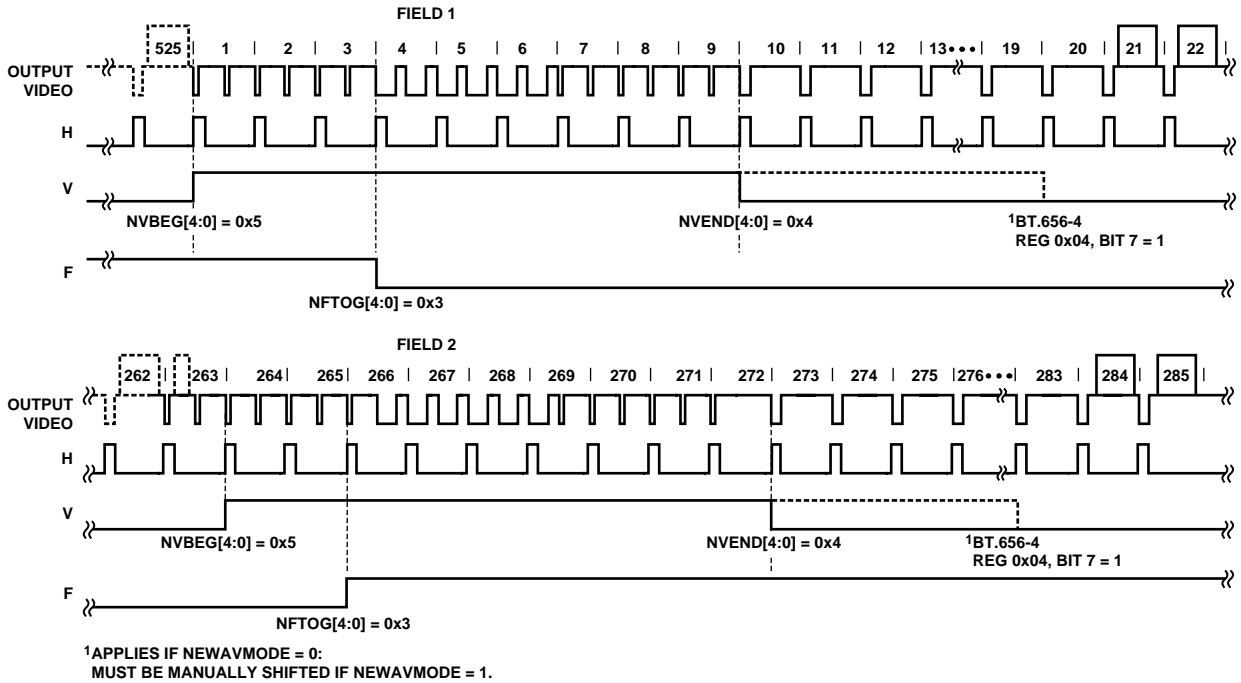 FIELD 1
525 | 1 | 2 | 3 | 4 | 5 | 6 | 7 | 8 | 9 | 10 | 11 | 12 | 13••• | 19 | 20 | 21 | 22 |
OUTPUT
VIDEO
H
V
NVBEG[4:0] = 0x5
NVEND[4:0] = 0x4
1BT.656-4
REG 0x04, BIT 7 = 1
F
NFTOG[4:0] = 0x3
FIELD 2
262 | 263 | 264 | 265 | 266 | 267 | 268 | 269 | 270 | 271 | 272 | 273 | 274 | 275 | 276••• | 283 | 284 | 285 |
OUTPUT
VIDEO
H
V
NVBEG[4:0] = 0x5
NVEND[4:0] = 0x4
1BT.656-4
REG 0x04, BIT 7 = 1
F
NFTOG[4:0] = 0x3
1APPLIES IF NEWAVMODE = 0:
MUST BE MANUALLY SHIFTED IF NEWAVMODE = 1.